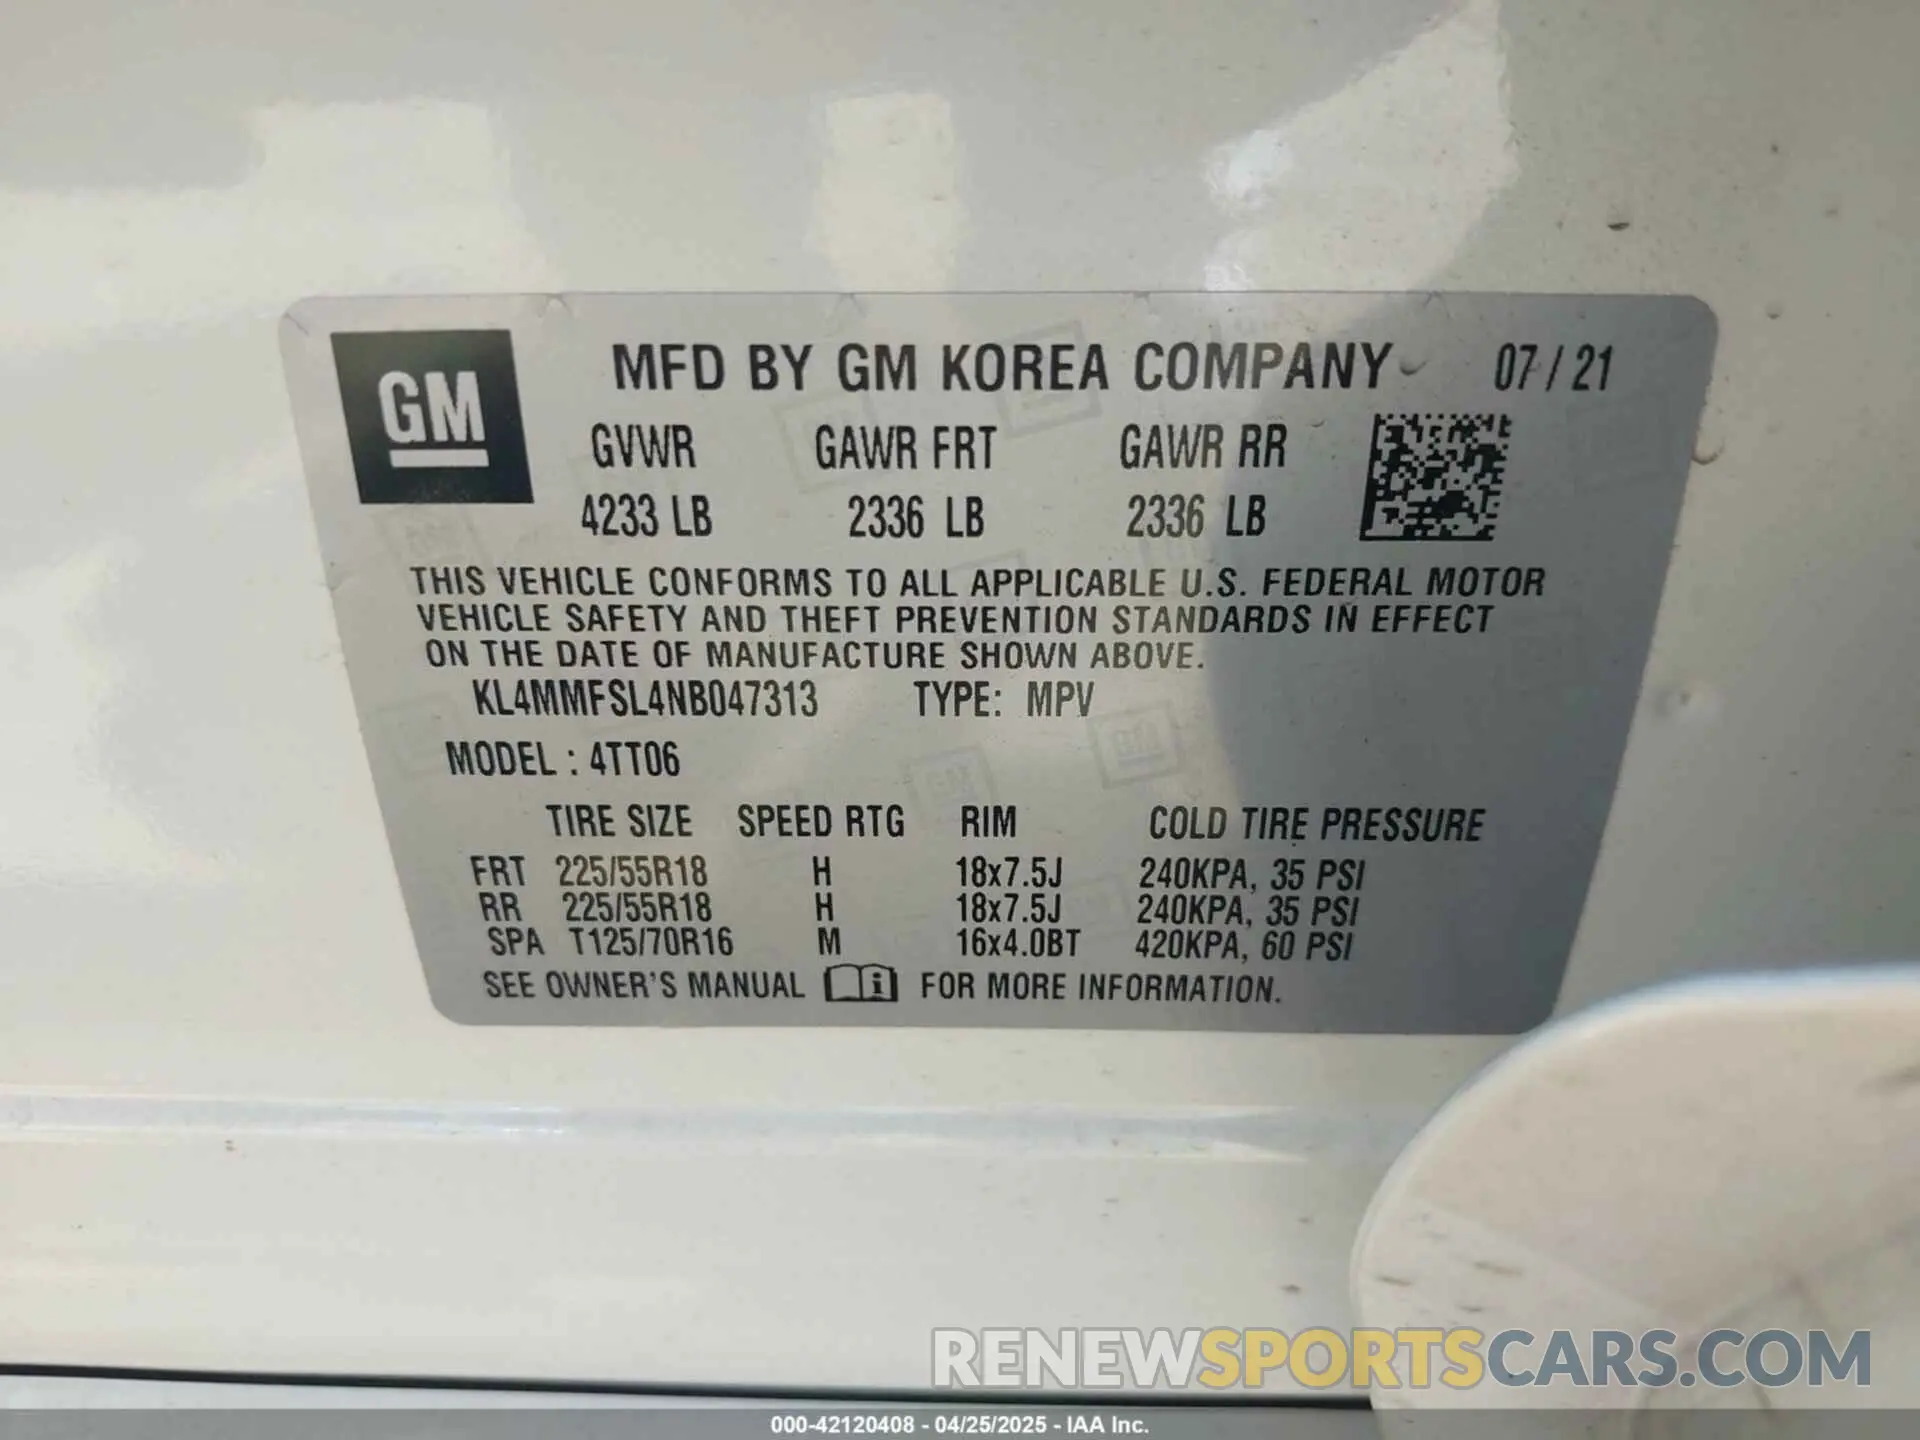 GM
MFD BY GM KOREA COMPANY 07/21
GVWR GAWR FRT GAWR RR
4233 LB 2336 LB 2336 LB
THIS VEHICLE CONFORMS TO ALL APPLICABLE U.S. FEDERAL MOTOR
VEHICLE SAFETY AND THEFT PREVENTION STANDARDS IN EFFECT
ON THE DATE OF MANUFACTURE SHOWN ABOVE.
KL4MMFSL4NB047313 TYPE: MPV
MODEL : 4TT06
TIRE SIZE SPEED RTG RIM COLD TIRE PRESSURE
FRT 225/55R18 H 18x7.5J 240KPA, 35 PSI
RR 225/55R18 H 18x7.5J 240KPA, 35 PSI
SPA T125/70R16 M 16x4.0BT 420KPA, 60 PSI
SEE OWNER'S MANUAL i FOR MORE INFORMATION.
RENEWSPORTSCARS.COM
000-42120408 - 04/25/2025 - IAA Inc.